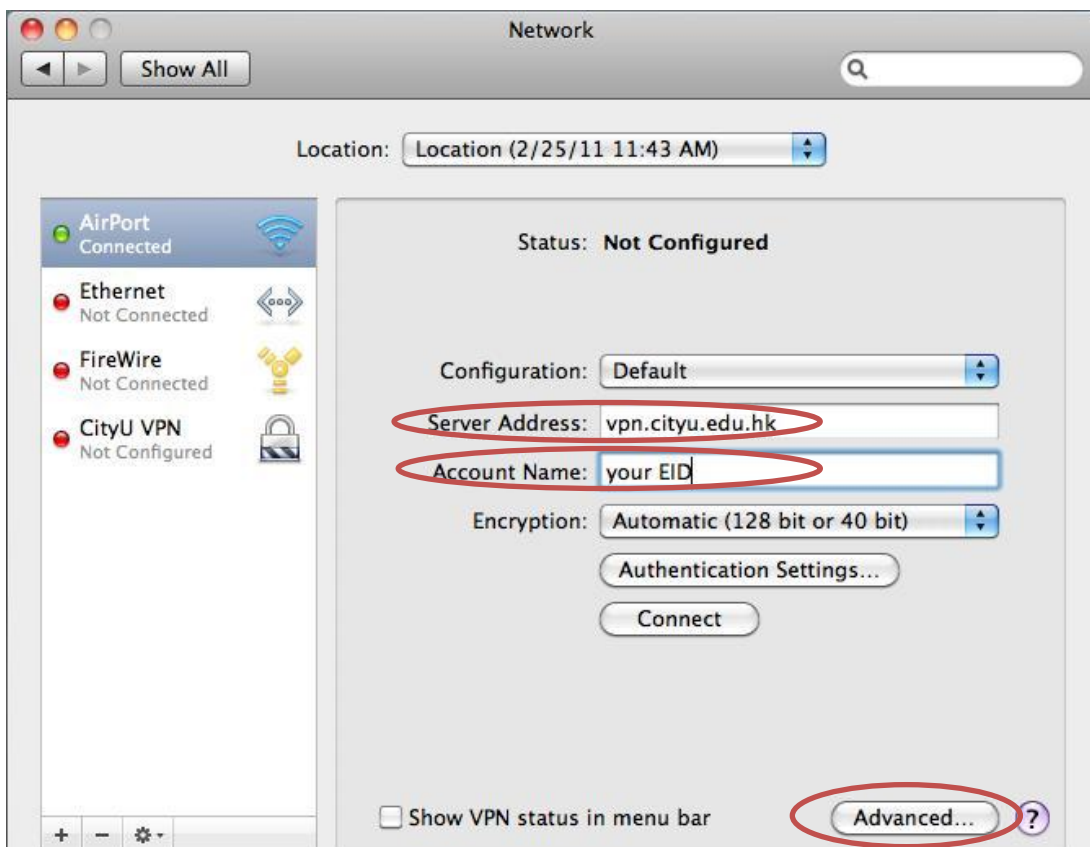 Network
Show All
Location: Location (2/25/11 11:43 AM)
AirPort
Connected
Ethernet
Not Connected
FireWire
Not Connected
CityU VPN
Not Configured
Status: Not Configured
Configuration: Default
Server Address: vpn.cityu.edu.hk
Account Name: your EID
Encryption: Automatic (128 bit or 40 bit)
Authentication Settings...
Connect
Show VPN status in menu bar
Advanced...
?